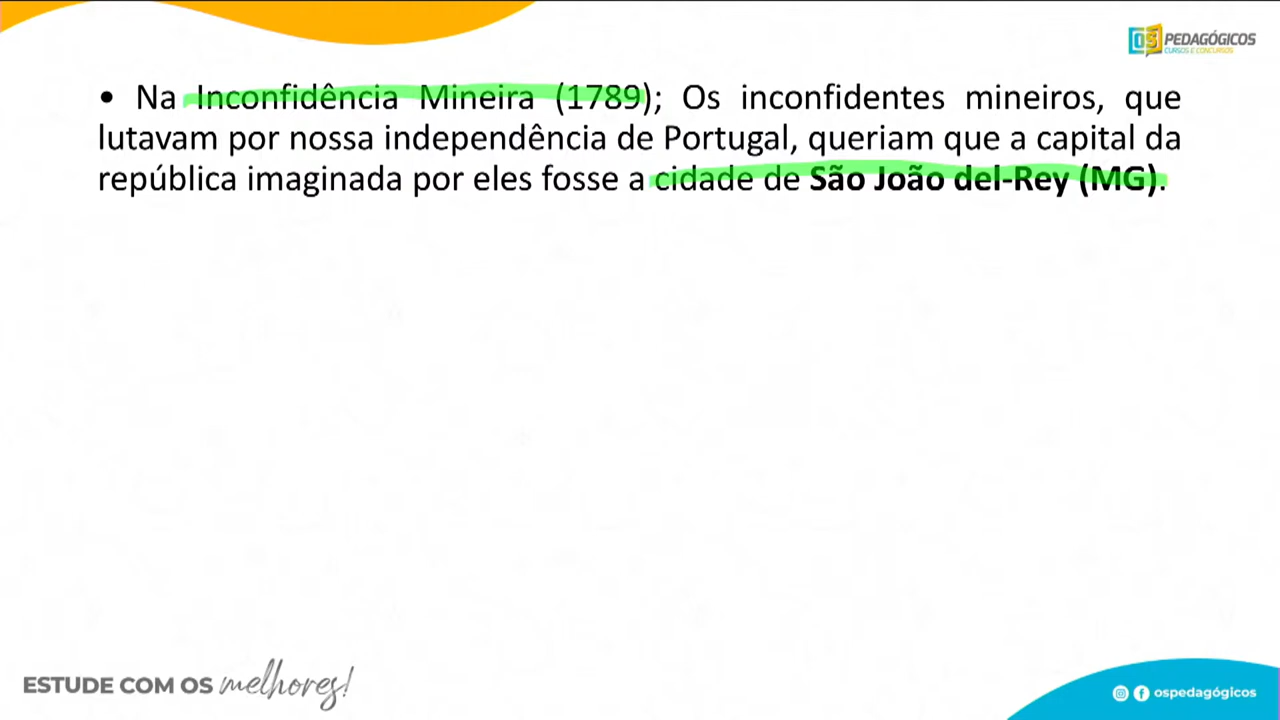 OS PEDAGÓGICOS
CURSOS E CONCURSOS
• Na Inconfidência Mineira (1789); Os inconfidentes mineiros, que
lutavam por nossa independência de Portugal, queriam que a capital da
república imaginada por eles fosse a cidade de São João del-Rey (MG).
ESTUDE COM OS melhores!
ospedagógicos